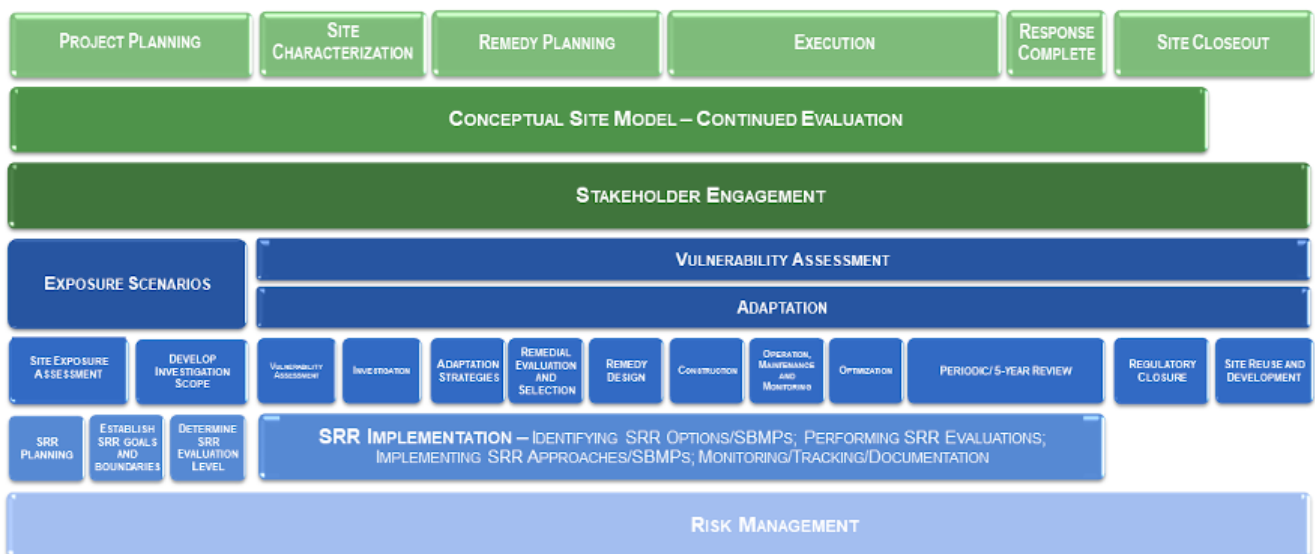 PROJECT PLANNING
SITE
CHARACTERIZATION
REMEDY PLANNING
EXECUTION
RESPONSE
COMPLETE
SITE CLOSEOUT
CONCEPTUAL SITE MODEL – CONTINUED EVALUATION
STAKEHOLDER ENGAGEMENT
EXPOSURE SCENARIOS
VULNERABILITY ASSESSMENT
ADAPTATION
SITE EXPOSURE
ASSESSMENT
DEVELOP
INVESTIGATION
SCOPE
VULNERABILITY
ASSESSMENT
INVESTIGATION
ADAPTATION
STRATEGIES
REMEDIAL
EVALUATION
AND
SELECTION
REMEDY
DESIGN
CONSTRUCTION
OPERATION,
MAINTENANCE
AND
MONITORING
OPTIMIZATION
PERIODIC/ 5-YEAR REVIEW
REGULATORY
CLOSURE
SITE REUSE AND
DEVELOPMENT
SRR
PLANNING
ESTABLISH
SRR GOALS
AND
BOUNDARIES
DETERMINE
SRR
EVALUATION
LEVEL
SRR IMPLEMENTATION – IDENTIFYING SRR OPTIONS/SBMPS; PERFORMING SRR EVALUATIONS;
IMPLEMENTING SRR APPROACHES/SBMPS; MONITORING/TRACKING/DOCUMENTATION
RISK MANAGEMENT